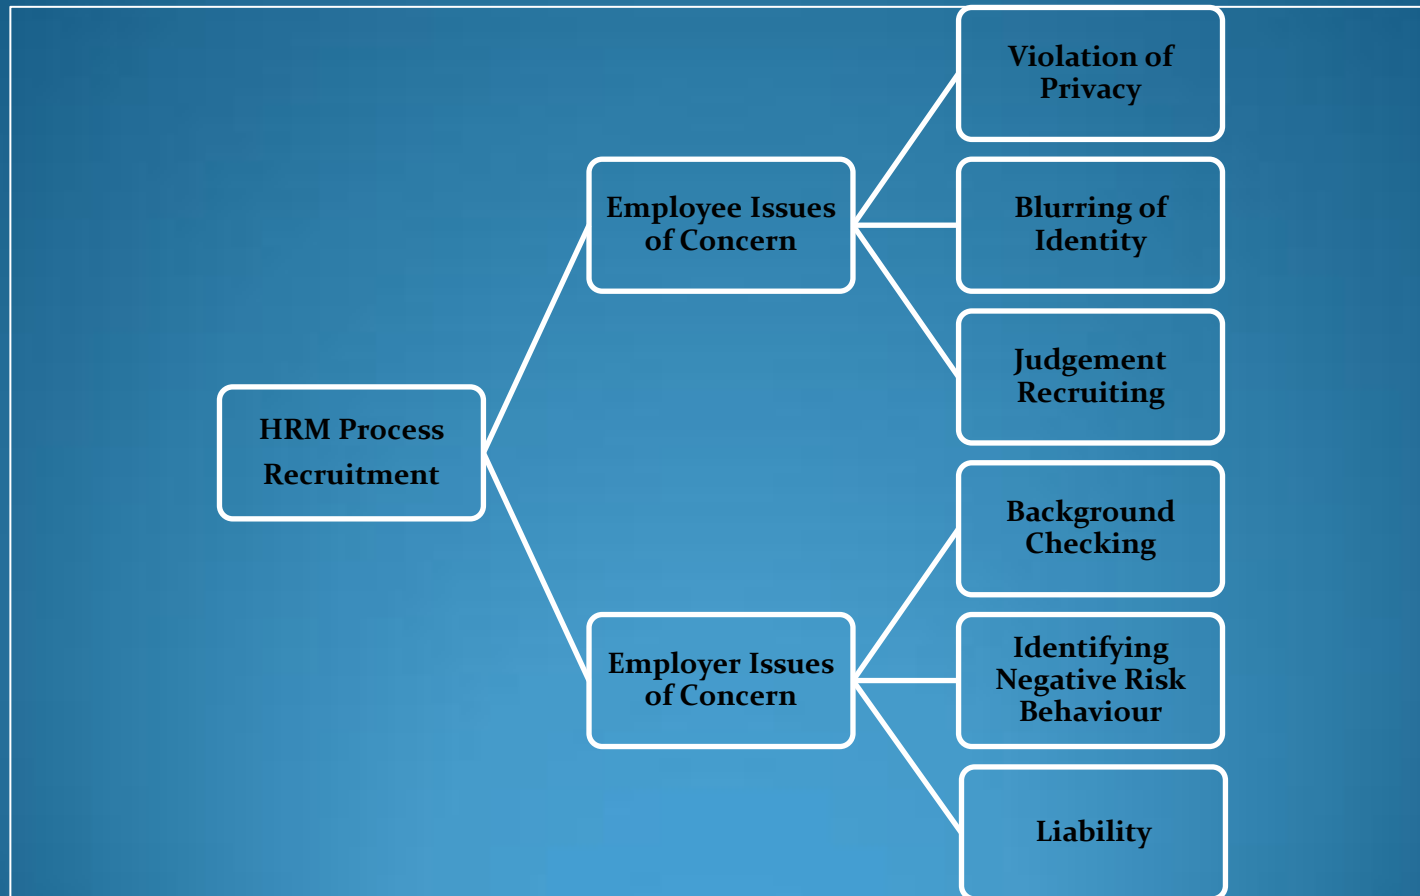 Violation of
Privacy
Employee Issues
of Concern
Blurring of
Identity
Judgement
Recruiting
HRM Process
Recruitment
Background
Checking
Employer Issues
of Concern
Identifying
Negative Risk
Behaviour
Liability